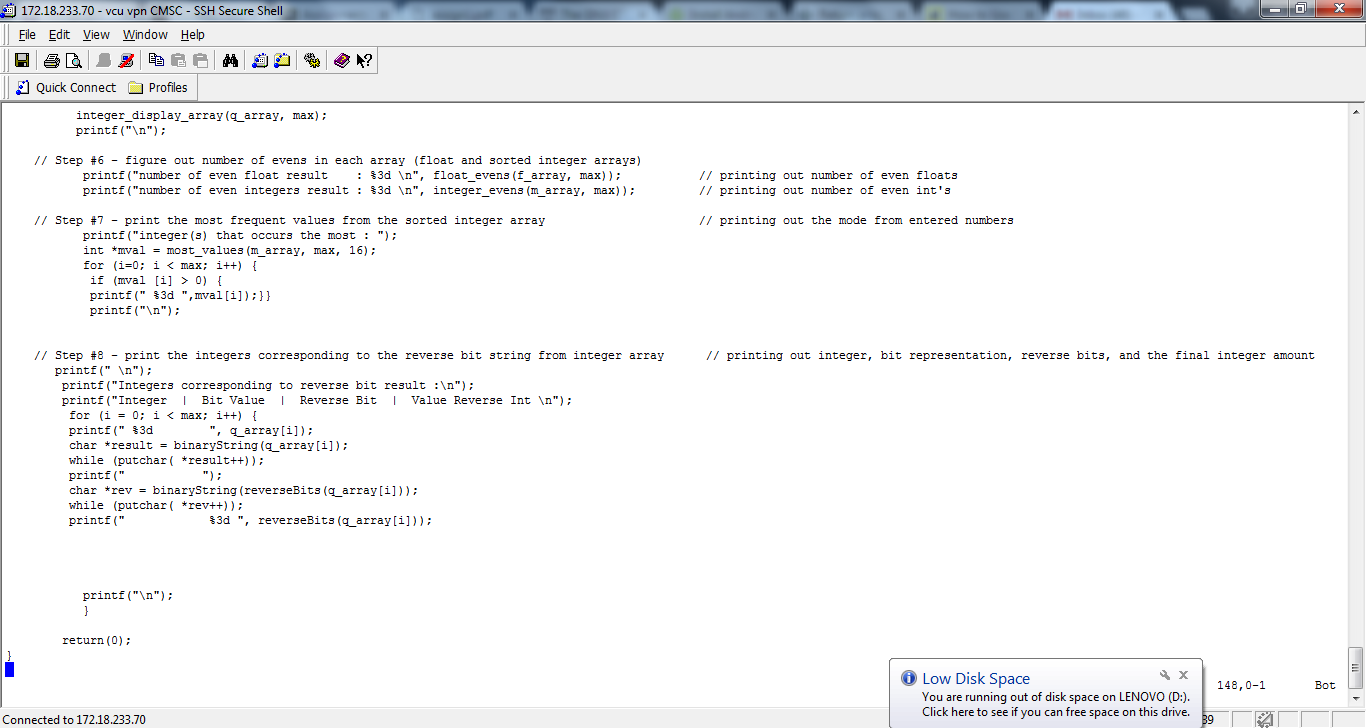 172.18.233.70 - vcu vpn CMSC - SSH Secure Shell
File Edit View Window Help
Quick Connect Profiles
integer_display_array(q_array, max);
printf("\n");
// Step #6 - figure out number of evens in each array (float and sorted integer arrays)
printf("number of even float result    : %3d \n", float_evens(f_array, max)); // printing out number of even floats
printf("number of even integers result : %3d \n", integer_evens(m_array, max)); // printing out number of even int's
// Step #7 - print the most frequent values from the sorted integer array // printing out the mode from entered numbers
printf("integer(s) that occurs the most : ");
int *mval = most_values(m_array, max, 16);
for (i=0; i < max; i++) {
if (mval [i] > 0) {
printf(" %3d ",mval[i]);}}
printf("\n");
// Step #8 - print the integers corresponding to the reverse bit string from integer array // printing out integer, bit representation, reverse bits, and the final integer amount
printf(" \n");
printf("Integers corresponding to reverse bit result :\n");
printf("Integer  |  Bit Value  |  Reverse Bit  |  Value Reverse Int \n");
for (i = 0; i < max; i++) {
printf(" %3d        ", q_array[i]);
char *result = binaryString(q_array[i]);
while (putchar( *result++));
printf("           ");
char *rev = binaryString(reverseBits(q_array[i]));
while (putchar( *rev++));
printf("            %3d ", reverseBits(q_array[i]));
printf("\n");
}
return(0);
}
148,0-1 Bot
Low Disk Space
You are running out of disk space on LENOVO (D:).
Click here to see if you can free space on this drive.
Connected to 172.18.233.70
39